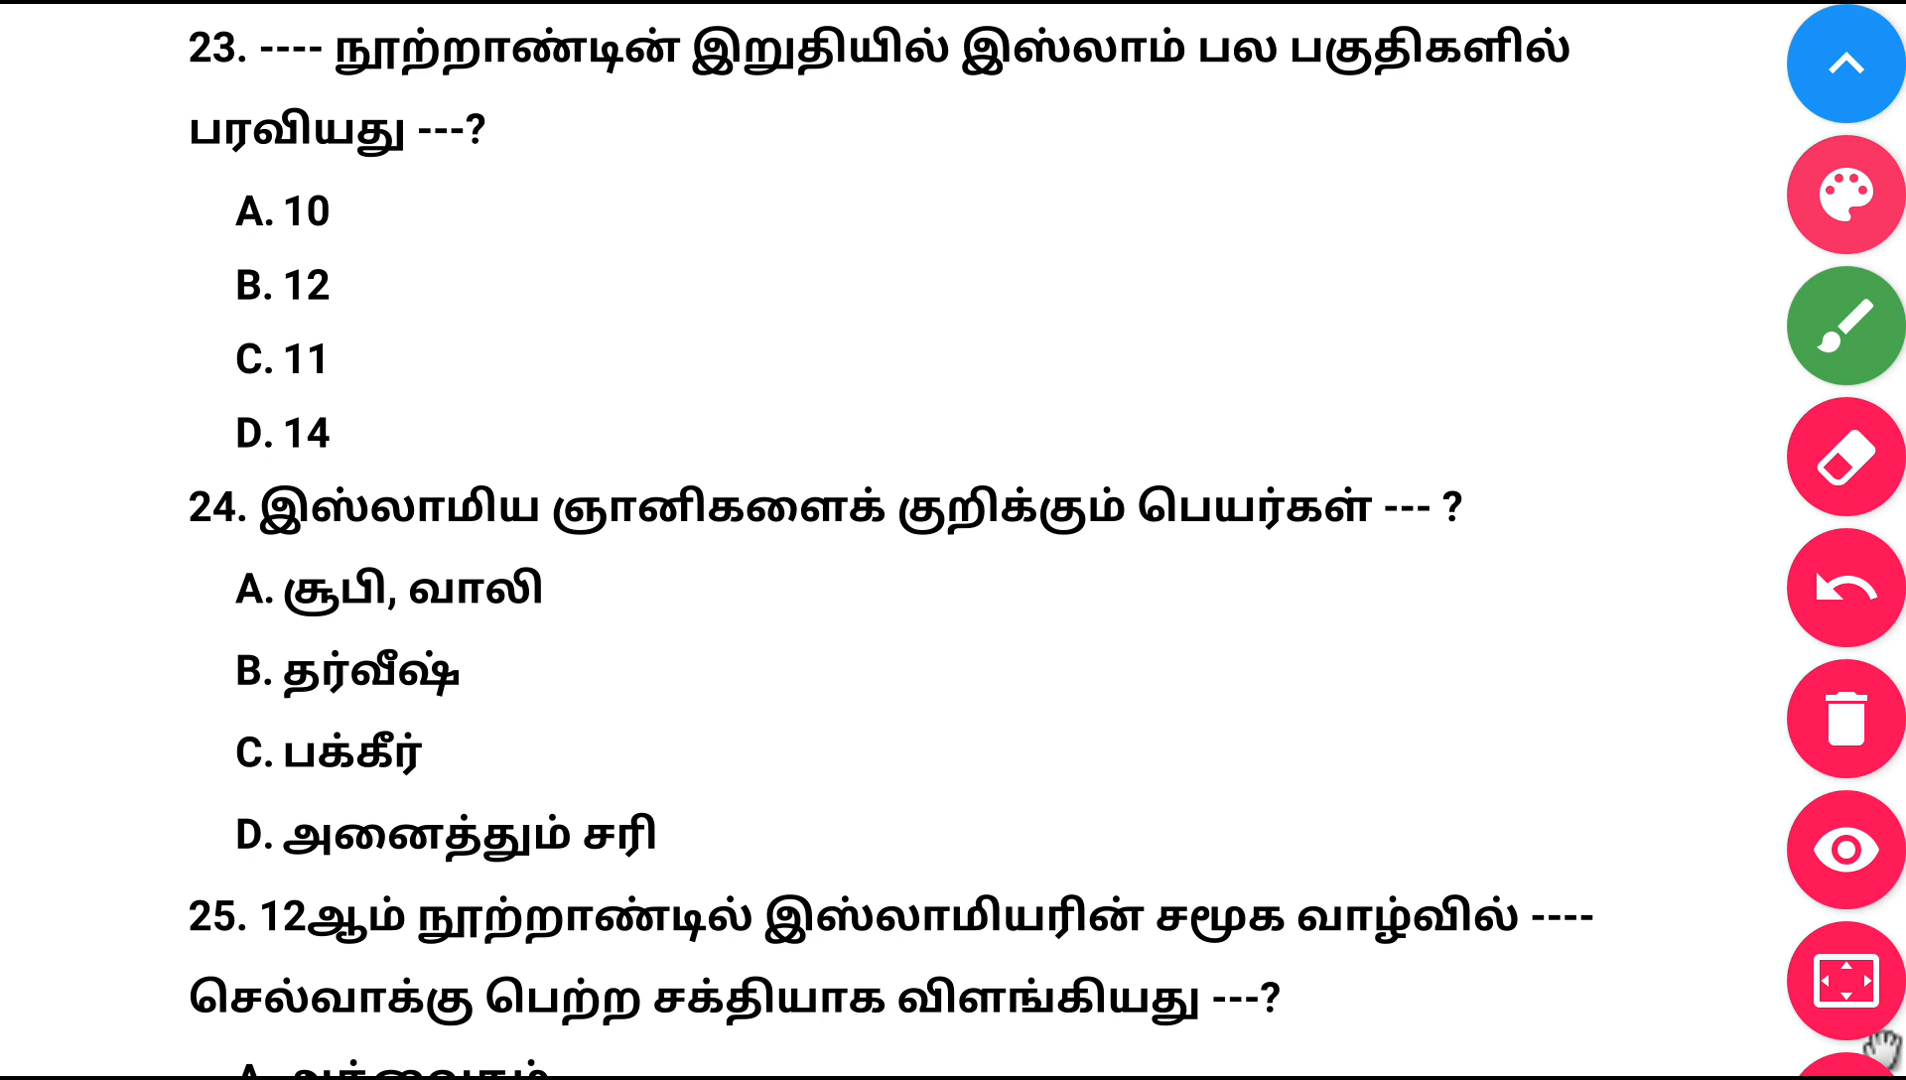 23. ---- நூற்றாண்டின் இறுதியில் இஸ்லாம் பல பகுதிகளில்
பரவியது ---?
A. 10
B. 12
C. 11
D. 14
24. இஸ்லாமிய ஞானிகளைக் குறிக்கும் பெயர்கள் --- ?
A. சூபி, வாலி
B. தர்வீஷ்
C. பக்கீர்
D. அனைத்தும் சரி
25. 12ஆம் நூற்றாண்டில் இஸ்லாமியரின் சமூக வாழ்வில் ----
செல்வாக்கு பெற்ற சக்தியாக விளங்கியது ---?
A.